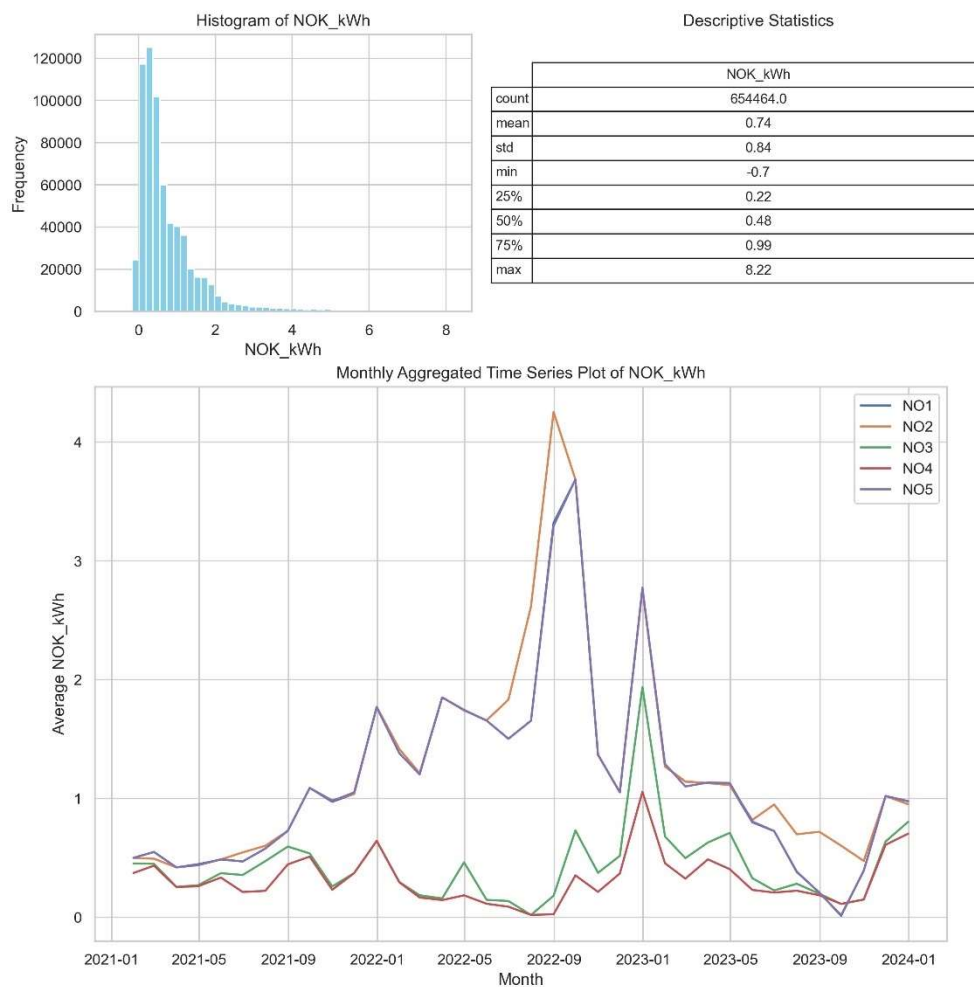 Histogram of NOK_kWh
120000
100000
80000
60000
40000
20000
0
Frequency
0 2 4 6 8
NOK_kWh
Descriptive Statistics
NOK_kWh
count 654464.0
mean 0.74
std 0.84
min -0.7
25% 0.22
50% 0.48
75% 0.99
max 8.22
Monthly Aggregated Time Series Plot of NOK_kWh
NO1
NO2
NO3
NO4
NO5
4
3
2
1
0
Average NOK_kWh
2021-01 2021-05 2021-09 2022-01 2022-05 2022-09 2023-01 2023-05 2023-09 2024-01
Month